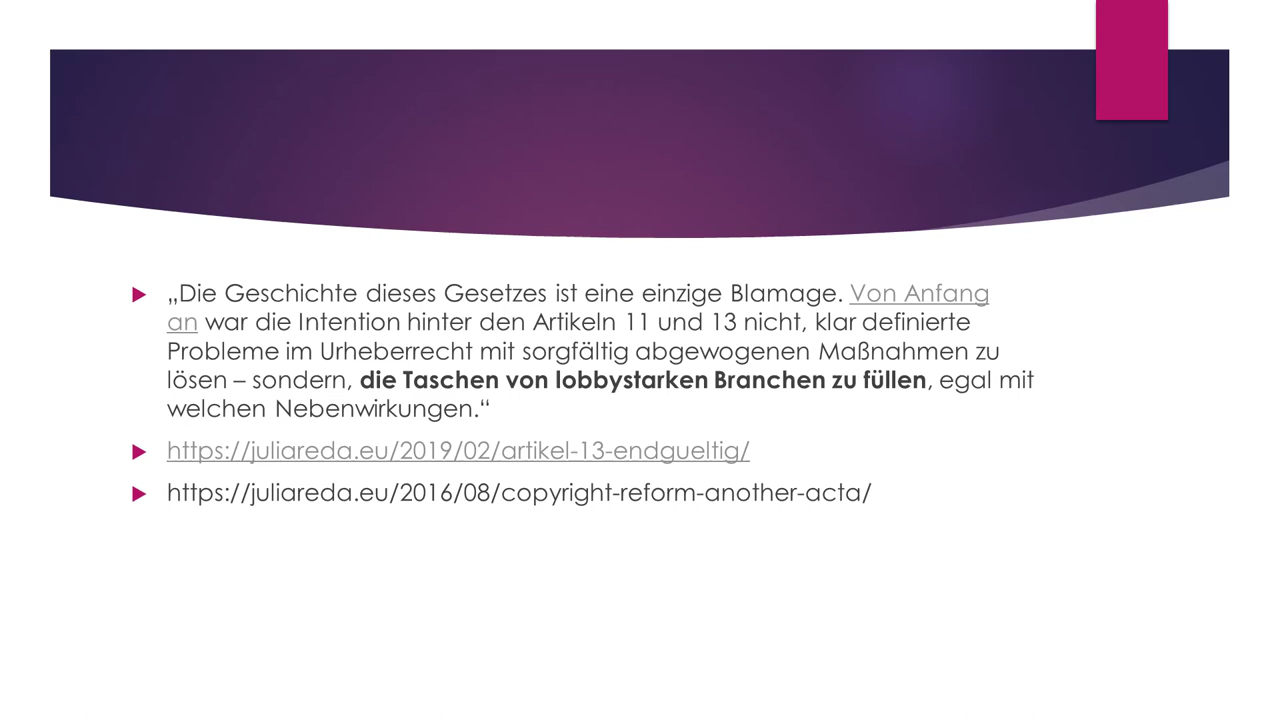 „Die Geschichte dieses Gesetzes ist eine einzige Blamage. Von Anfang
an war die Intention hinter den Artikeln 11 und 13 nicht, klar definierte
Probleme im Urheberrecht mit sorgfältig abgewogenen Maßnahmen zu
lösen – sondern, die Taschen von lobbystarken Branchen zu füllen, egal mit
welchen Nebenwirkungen.“
https://juliareda.eu/2019/02/artikel-13-endgueltig/
https://juliareda.eu/2016/08/copyright-reform-another-acta/